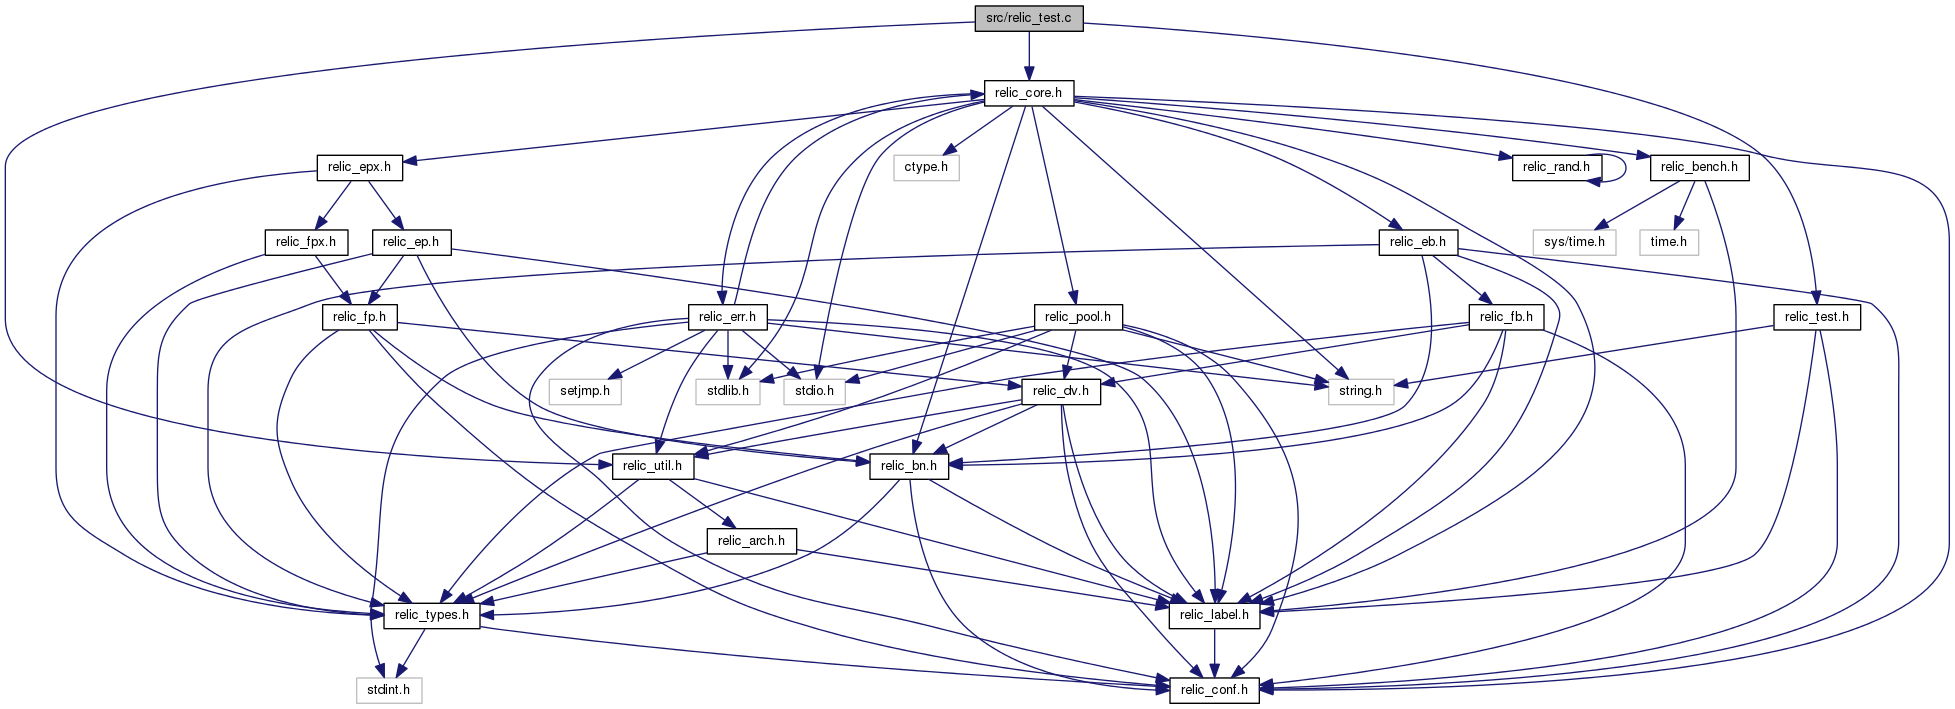 src/relic_test.c
relic_core.h
relic_epx.h
ctype.h
relic_rand.h
relic_bench.h
relic_fpx.h
relic_ep.h
relic_eb.h
sys/time.h
time.h
relic_fp.h
relic_err.h
relic_pool.h
relic_fb.h
relic_test.h
setjmp.h
stdlib.h
stdio.h
relic_dv.h
string.h
relic_util.h
relic_bn.h
relic_arch.h
relic_types.h
relic_label.h
stdint.h
relic_conf.h